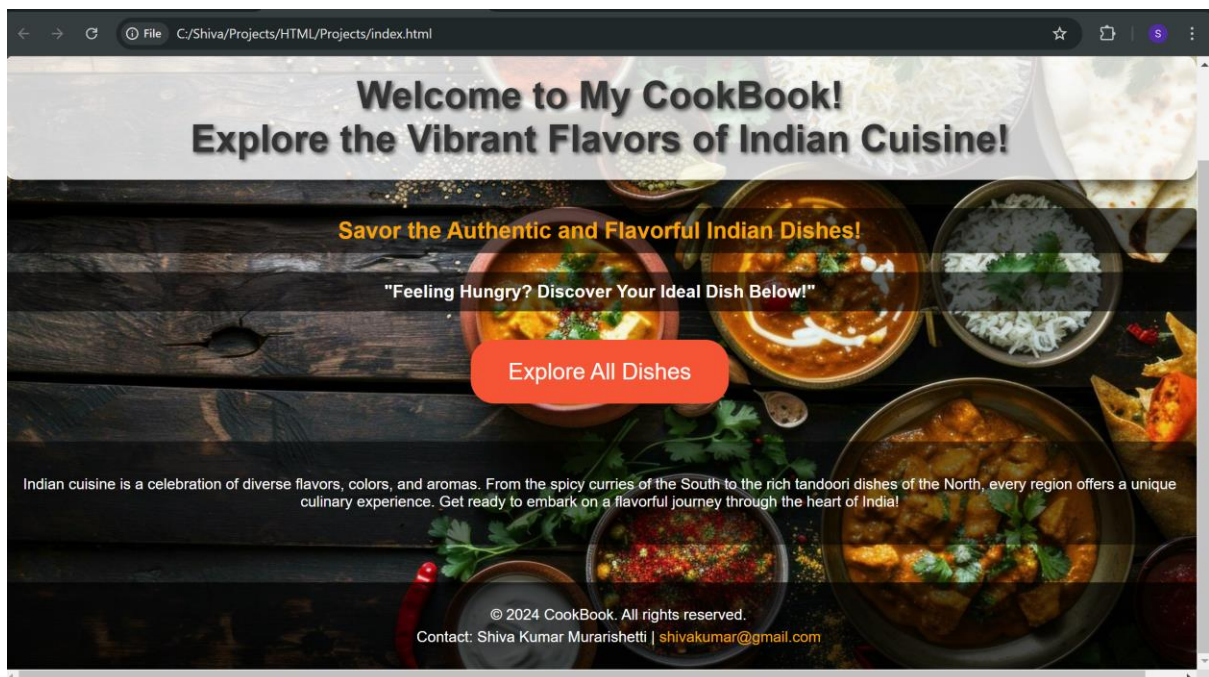 File C:/Shiva/Projects/HTML/Projects/index.html
S
Welcome to My CookBook!
Explore the Vibrant Flavors of Indian Cuisine!
Savor the Authentic and Flavorful Indian Dishes!
"Feeling Hungry? Discover Your Ideal Dish Below!"
Explore All Dishes
Indian cuisine is a celebration of diverse flavors, colors, and aromas. From the spicy curries of the South to the rich tandoori dishes of the North, every region offers a unique
culinary experience. Get ready to embark on a flavorful journey through the heart of India!
© 2024 CookBook. All rights reserved.
Contact: Shiva Kumar Murarishetti | shivakumar@gmail.com